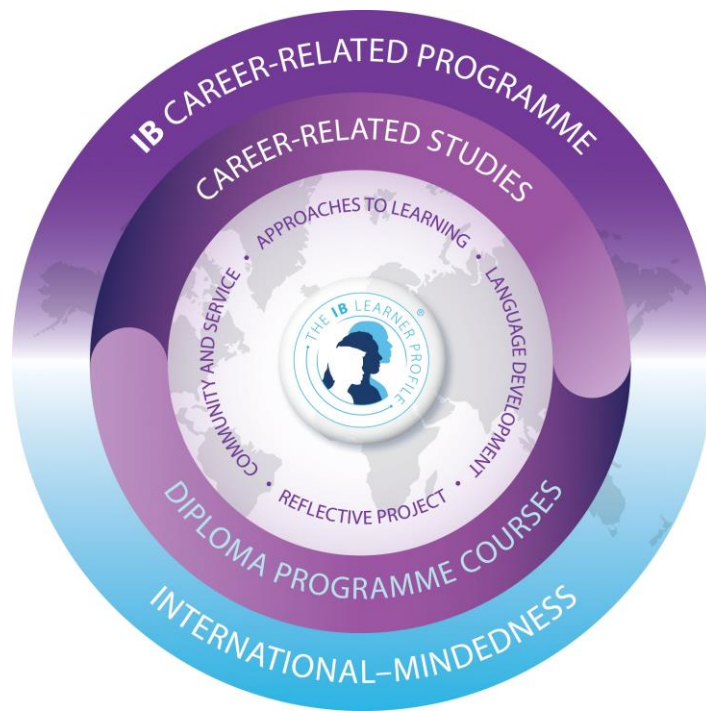 IB CAREER-RELATED PROGRAMME
CAREER-RELATED STUDIES
APPROACHES TO LEARNING •
LANGUAGE DEVELOPMENT •
REFLECTIVE PROJECT •
COMMUNITY AND SERVICE •
THE IB LEARNER PROFILE ®
DIPLOMA PROGRAMME COURSES
INTERNATIONAL–MINDEDNESS